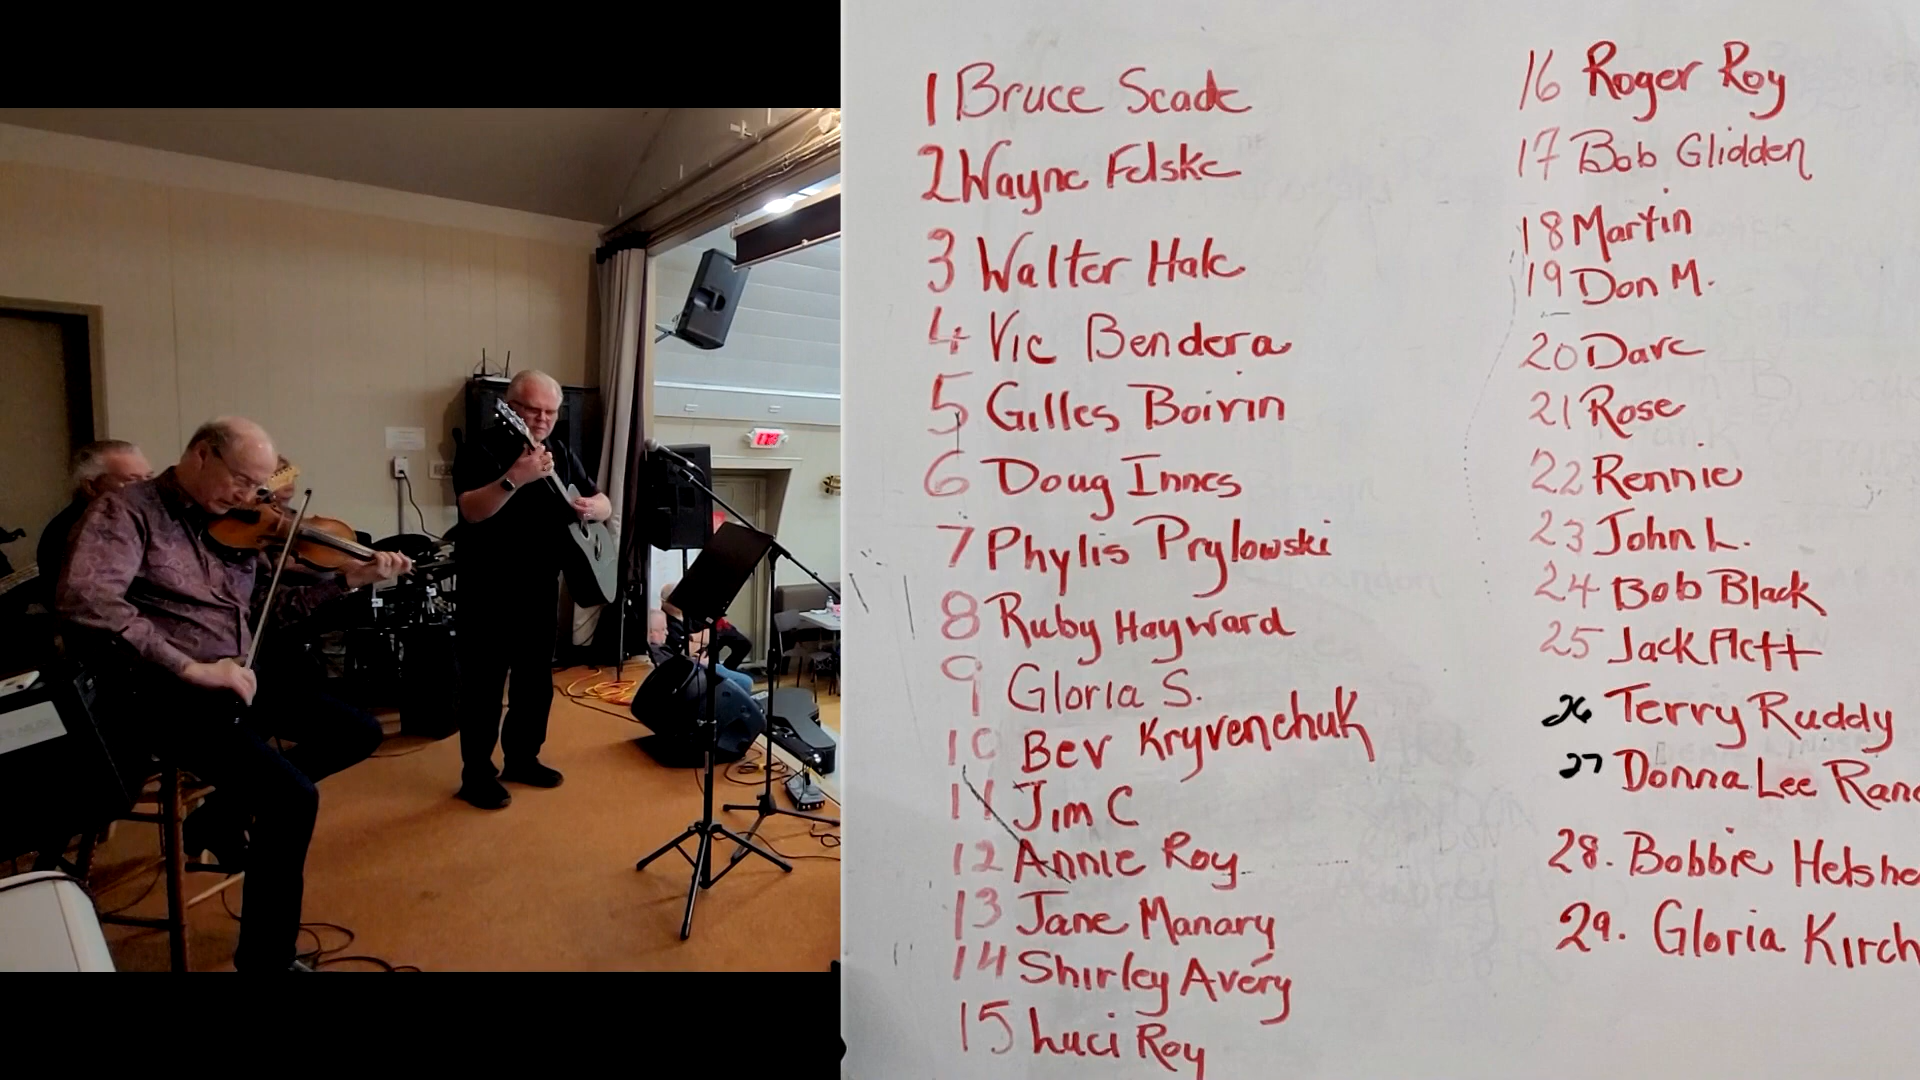 1 Bruce Scade
2 Wayne Felske
3 Walter Hale
4 Vic Bendera
5 Gilles Boivin
6 Doug Innes
7 Phylis Prylowski
8 Ruby Hayward
9 Gloria S.
10 Bev Kryvenchuk
11 Jim C
12 Annie Roy
13 Jane Manary
14 Shirley Avery
15 Luci Roy
16 Roger Roy
17 Bob Glidden
18 Martin
19 Don M.
20 Dave
21 Rose
22 Rennie
23 John L.
24 Bob Black
25 Jack
26 Terry Ruddy
27 Donna Lee Ran
28. Bobbie Helshe
29. Gloria Kirch